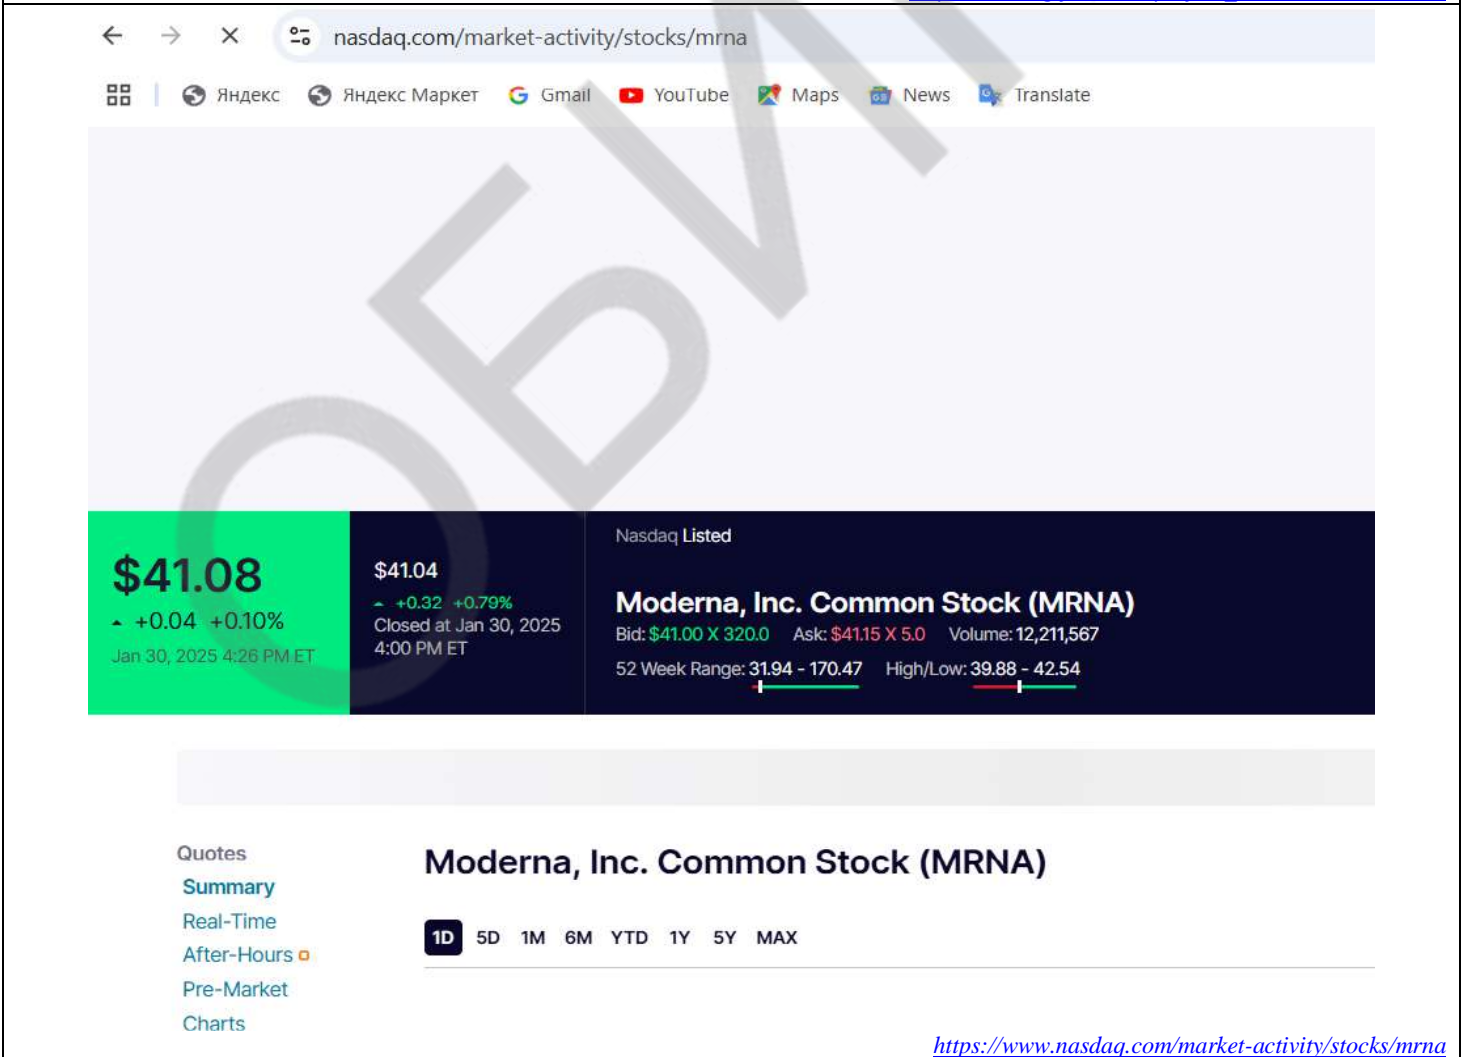 nasdaq.com/market-activity/stocks/mrna
Яндекс Яндекс Маркет Gmail YouTube Maps News Translate
ОБИ
Nasdaq Listed
$41.08
+0.04 +0.10%
Jan 30, 2025 4:26 PM ET
$41.04
+0.32 +0.79%
Closed at Jan 30, 2025
4:00 PM ET
Moderna, Inc. Common Stock (MRNA)
Bid: $41.00 X 320.0 Ask: $41.15 X 5.0 Volume: 12,211,567
52 Week Range: 31.94 - 170.47 High/Low: 39.88 - 42.54
Quotes
Summary
Real-Time
After-Hours
Pre-Market
Charts
Moderna, Inc. Common Stock (MRNA)
1D 5D 1M 6M YTD 1Y 5Y MAX
https://www.nasdaq.com/market-activity/stocks/mrna